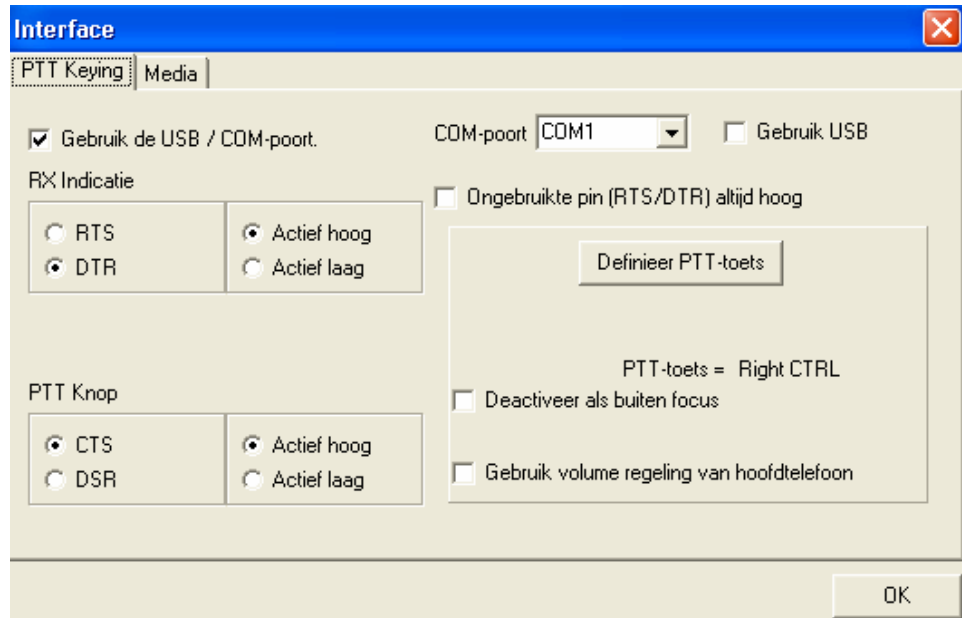 Interface
PTT Keying Media
Gebruik de USB / COM-poort. COM-poort COM1 Gebruik USB
RX Indicatie
Ongebruikte pin (RTS/DTR) altijd hoog
RTS Actief hoog
DTR Actief laag
Definieer PTT-toets
PTT-toets = Right CTRL
PTT Knop
Deactiveer als buiten focus
CTS Actief hoog
DSR Actief laag
Gebruik volume regeling van hoofdtelefoon
OK